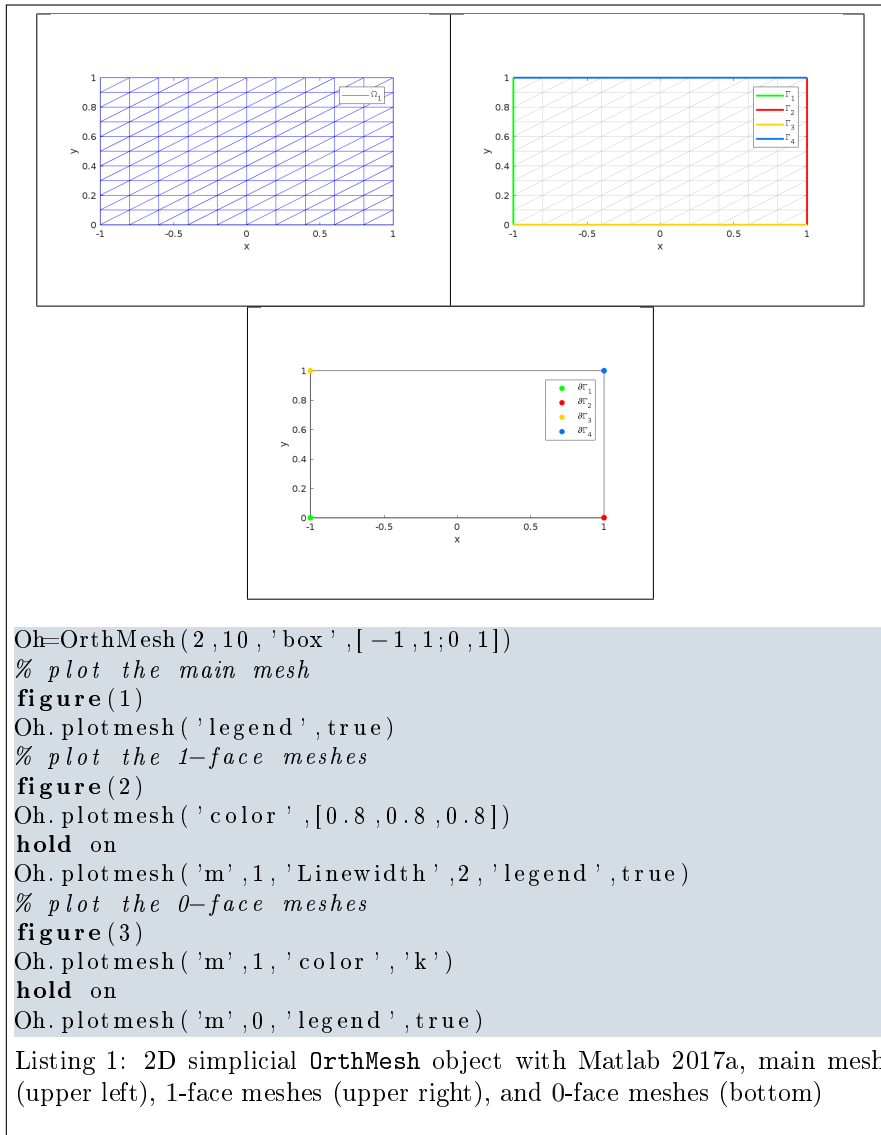 1
0.8
0.6
0.4
0.2
0
y
-1 -0.5 0 0.5 1
x
Ω1
1
0.8
0.6
0.4
0.2
0
y
-1 -0.5 0 0.5 1
x
Γ1
Γ2
Γ3
Γ4
1
0.8
0.6
0.4
0.2
0
y
-1 -0.5 0 0.5 1
x
∂Γ1
∂Γ2
∂Γ3
∂Γ4
Oh=OrthMesh(2,10,'box',[-1,1;0,1])
% plot the main mesh
figure(1)
Oh.plotmesh('legend',true)
% plot the 1-face meshes
figure(2)
Oh.plotmesh('color',[0.8,0.8,0.8])
hold on
Oh.plotmesh('m',1,'Linewidth',2,'legend',true)
% plot the 0-face meshes
figure(3)
Oh.plotmesh('m',1,'color','k')
hold on
Oh.plotmesh('m',0,'legend',true)
Listing 1: 2D simplicial OrthMesh object with Matlab 2017a, main mesh
(upper left), 1-face meshes (upper right), and 0-face meshes (bottom)